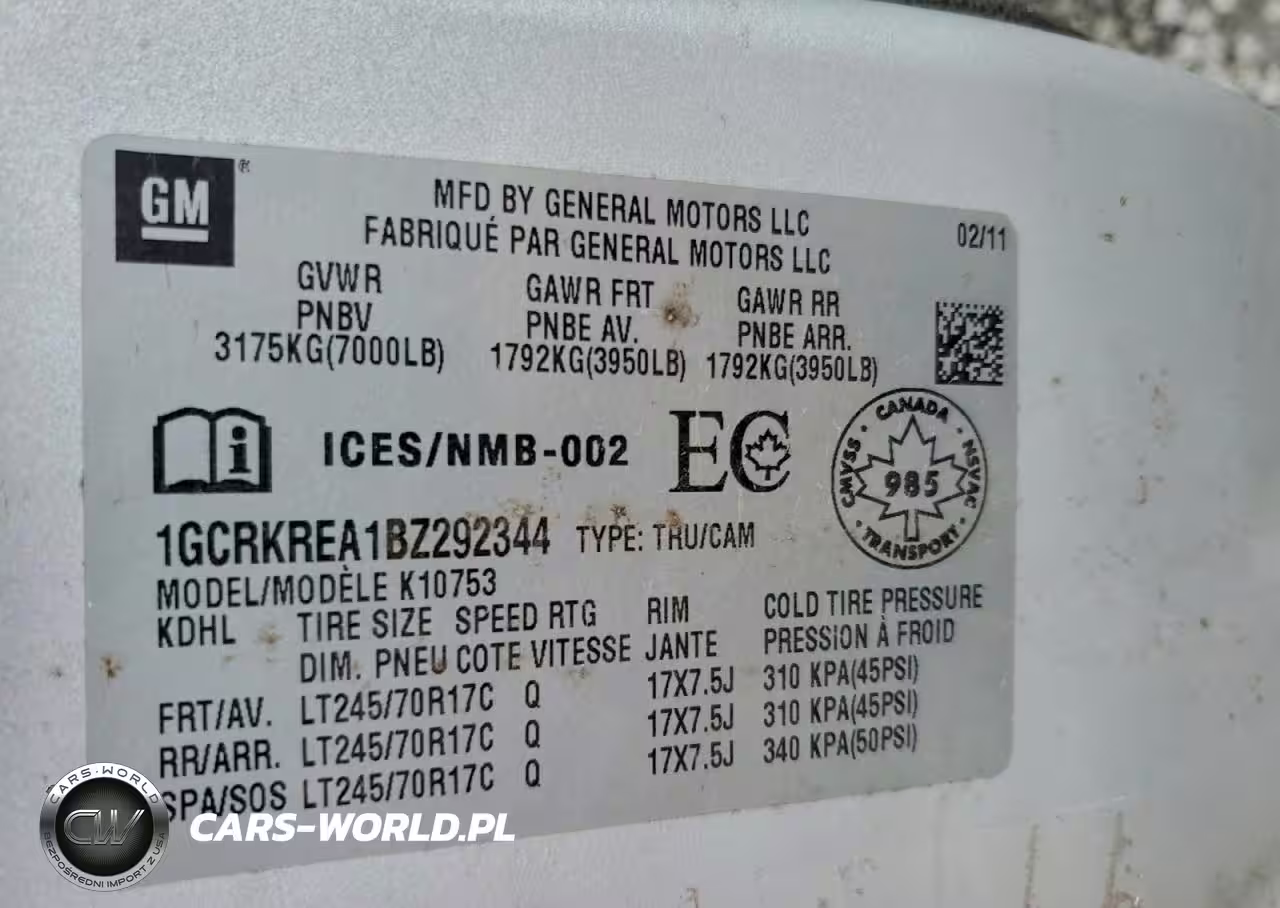 GM®
MFD BY GENERAL MOTORS LLC
FABRIQUÉ PAR GENERAL MOTORS LLC
02/11
GVWR GAWR FRT GAWR RR
PNBV PNBE AV. PNBE ARR.
3175KG(7000LB) 1792KG(3950LB) 1792KG(3950LB)
i ICES/NMB-002 EC
CANADA
CMVSS 985 NSVAC
TRANSPORT
1GCRKREA1BZ292344 TYPE: TRU/CAM
MODEL/MODÈLE K10753
KDHL TIRE SIZE SPEED RTG RIM COLD TIRE PRESSURE
DIM. PNEU COTE VITESSE JANTE PRESSION À FROID
FRT/AV. LT245/70R17C Q 17X7.5J 310 KPA(45PSI)
RR/ARR. LT245/70R17C Q 17X7.5J 310 KPA(45PSI)
SPA/SOS LT245/70R17C Q 17X7.5J 340 KPA(50PSI)
CARS-WORLD
CW
BEZPOŚREDNI IMPORT Z USA
CARS-WORLD.PL